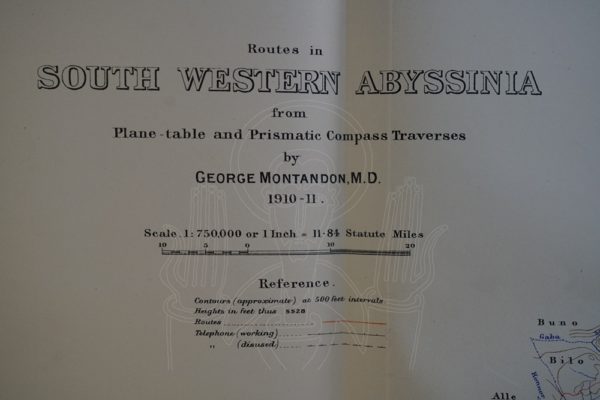 Routes in
SOUTH WESTERN ABYSSINIA
from
Plane-table and Prismatic Compass Traverses
by
GEORGE MONTANDON, M.D.
1910-11.
Scale. 1: 750,000 or 1 Inch = 11·84 Statute Miles
10 5 0 10 20
Reference.
Contours (approximate) at 500 feet intervals
Heights in feet thus 5528
Routes
Telephone (working)
„ (disused)
Buno
Gaba
Bilo
Alle